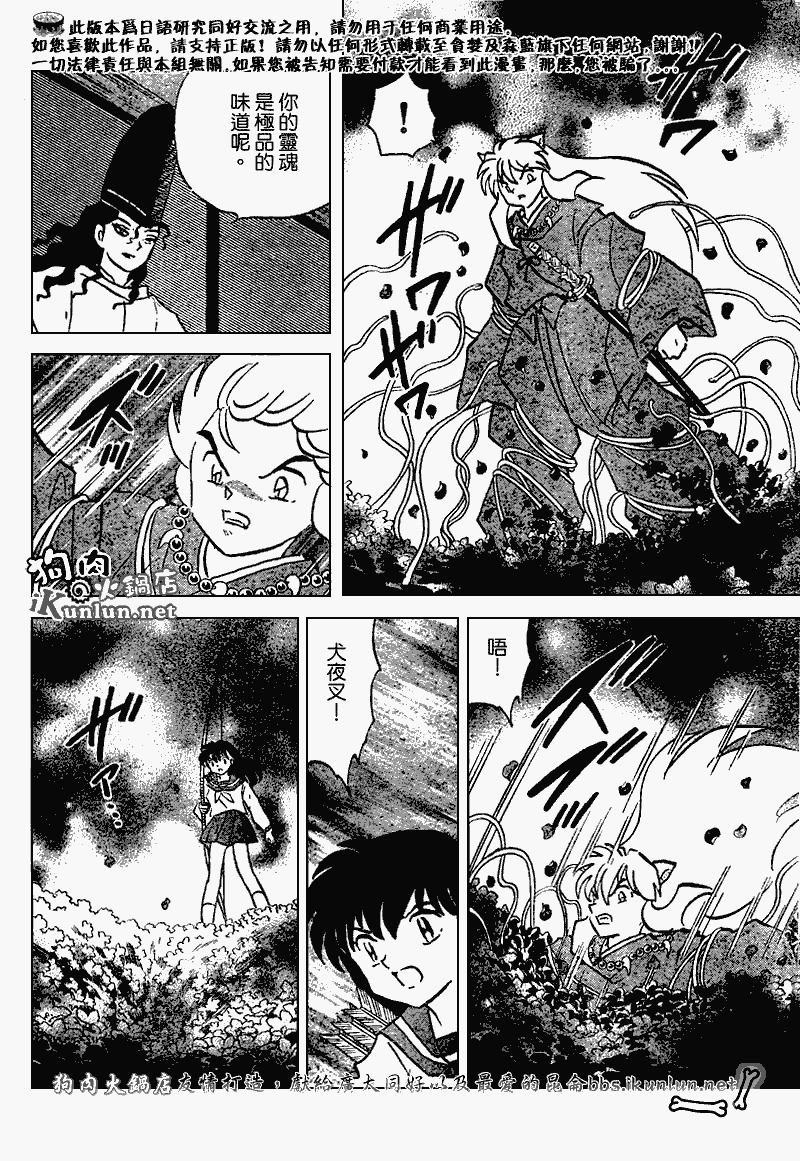 此版本爲日語研究同好交流之用，請勿用于任何商業用途。
如您喜歡此作品，請支持正版！請勿以任何形式轉載至貪婪及森藍旗下任何網站，謝謝！
一切法律責任與本組無關。如果您被告知需要付款才能看到此漫畫，那麼，您被騙了...
！
ザワ
ザワ
你的靈魂
是極品的
味道呢。
ズッ
狗肉
火鍋店
iKunlun.net
唔！
ズズッ
犬夜叉！
ザァ…
狗肉火鍋店友情打造，獻給廣大同好以及最愛的昆侖bbs.ikunlun.net